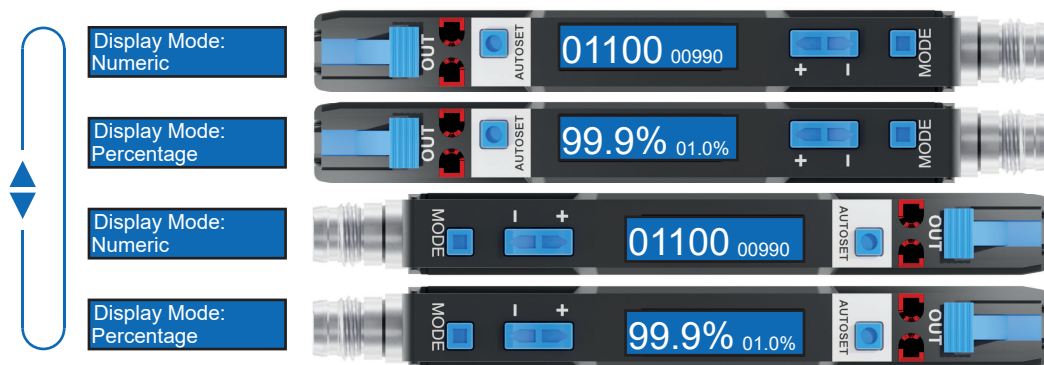 Display Mode:
Numeric
OUT
AUTOSET
01100 00990
+ –
MODE
Display Mode:
Percentage
OUT
AUTOSET
99.9% 01.0%
+ –
MODE
Display Mode:
Numeric
MODE
– +
01100 00990
AUTOSET
OUT
Display Mode:
Percentage
MODE
– +
99.9% 01.0%
AUTOSET
OUT